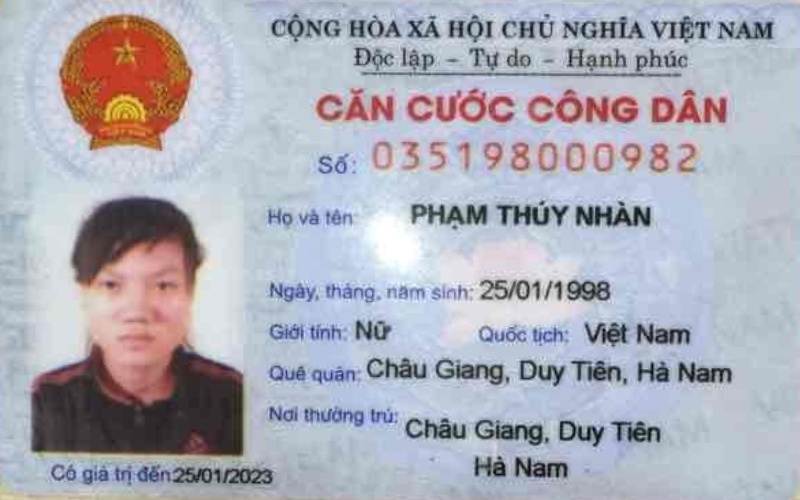 CỘNG HÒA XÃ HỘI CHỦ NGHĨA VIỆT NAM
Độc lập – Tự do – Hạnh phúc
CĂN CƯỚC CÔNG DÂN
Số: 035198000982
Họ và tên: PHẠM THÚY NHÀN
Ngày, tháng, năm sinh: 25/01/1998
Giới tính: Nữ Quốc tịch: Việt Nam
Quê quán: Châu Giang, Duy Tiên, Hà Nam
Nơi thường trú: Châu Giang, Duy Tiên
Hà Nam
Có giá trị đến 25/01/2023